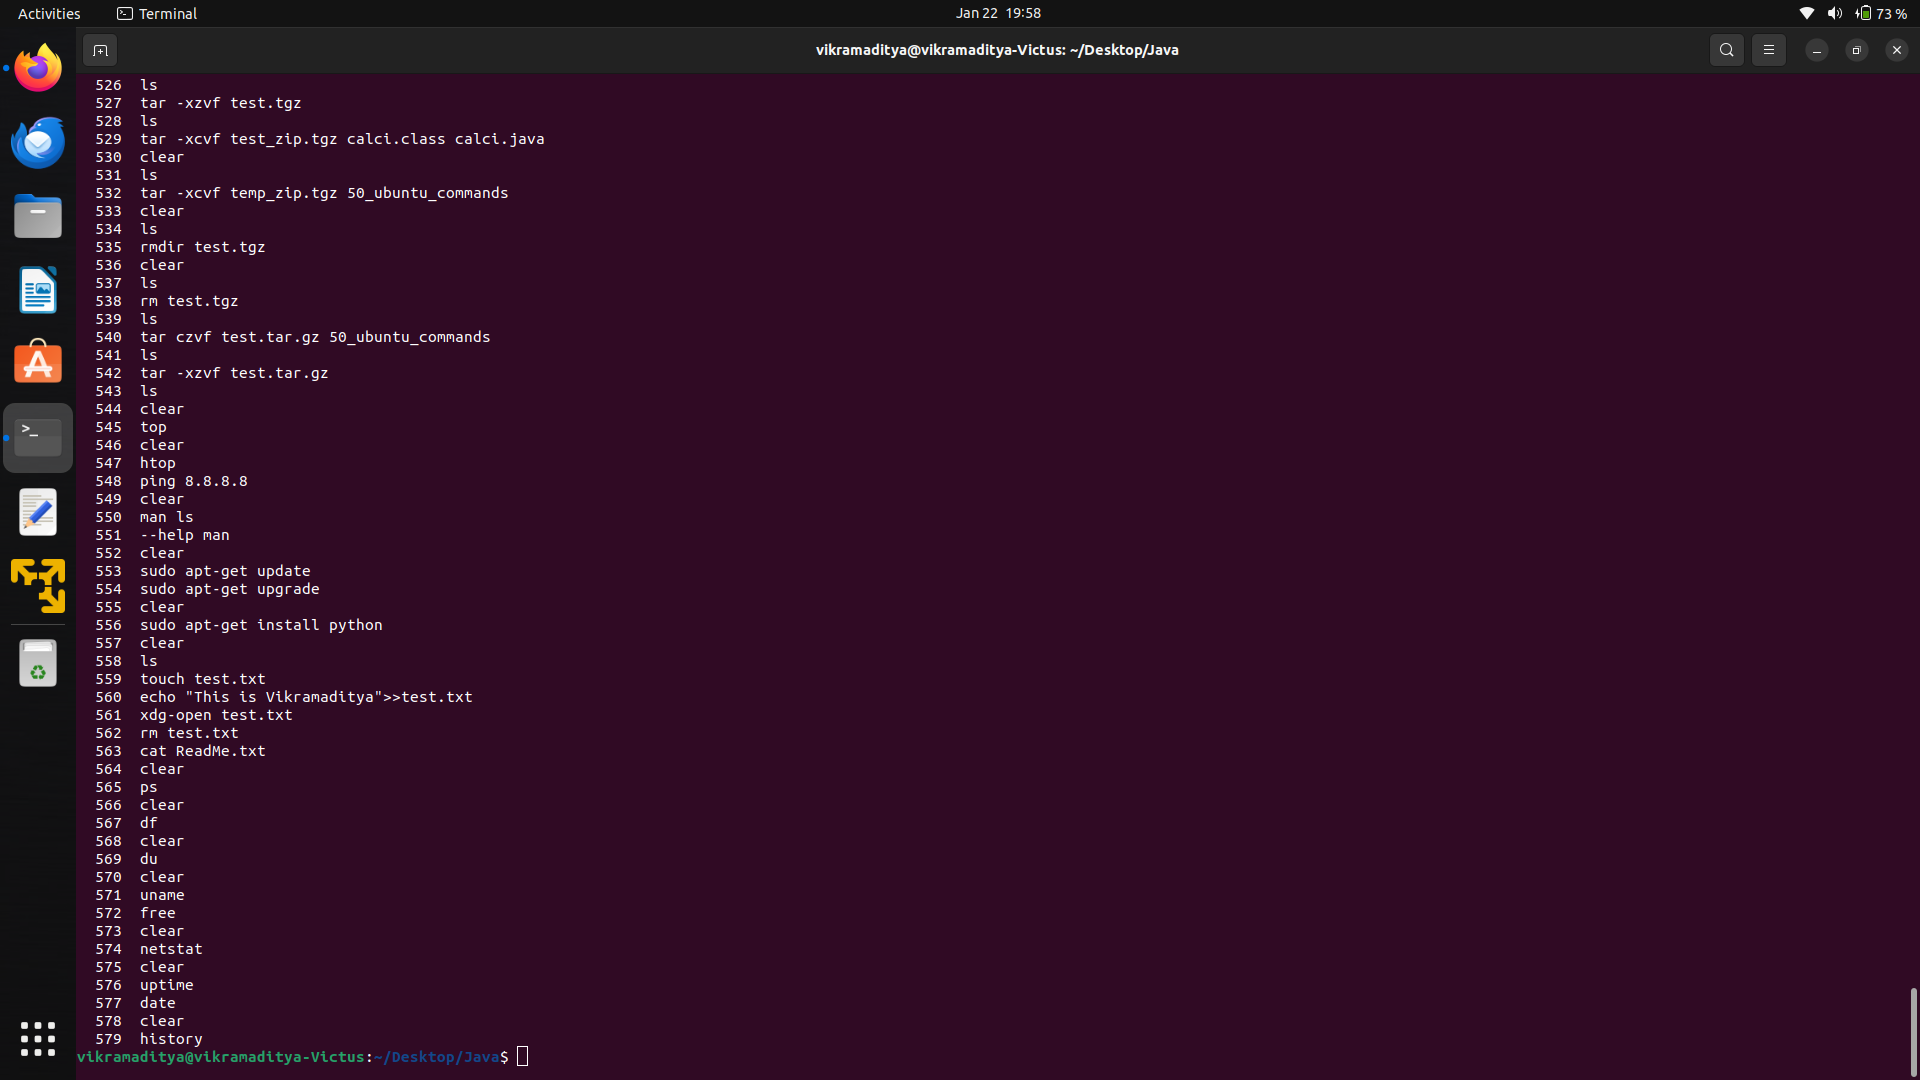 Activities
Terminal
Jan 22 19:58
73 %
vikramaditya@vikramaditya-Victus: ~/Desktop/Java
526 ls
527 tar -xzvf test.tgz
528 ls
529 tar -xcvf test_zip.tgz calci.class calci.java
530 clear
531 ls
532 tar -xcvf temp_zip.tgz 50_ubuntu_commands
533 clear
534 ls
535 rmdir test.tgz
536 clear
537 ls
538 rm test.tgz
539 ls
540 tar czvf test.tar.gz 50_ubuntu_commands
541 ls
542 tar -xzvf test.tar.gz
543 ls
544 clear
545 top
546 clear
547 htop
548 ping 8.8.8.8
549 clear
550 man ls
551 --help man
552 clear
553 sudo apt-get update
554 sudo apt-get upgrade
555 clear
556 sudo apt-get install python
557 clear
558 ls
559 touch test.txt
560 echo "This is Vikramaditya">>test.txt
561 xdg-open test.txt
562 rm test.txt
563 cat ReadMe.txt
564 clear
565 ps
566 clear
567 df
568 clear
569 du
570 clear
571 uname
572 free
573 clear
574 netstat
575 clear
576 uptime
577 date
578 clear
579 history
vikramaditya@vikramaditya-Victus:~/Desktop/Java$